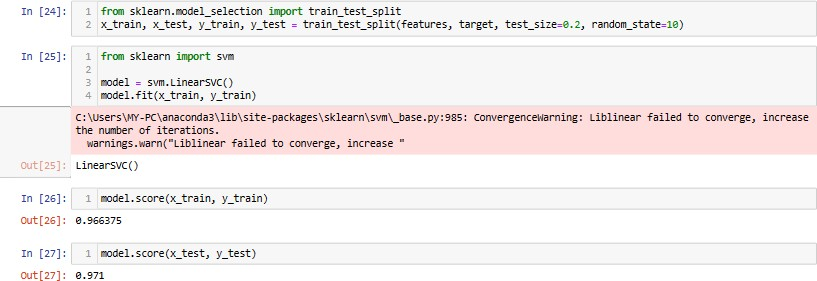 In [24]: 1 from sklearn.model_selection import train_test_split
2 x_train, x_test, y_train, y_test = train_test_split(features, target, test_size=0.2, random_state=10)
In [25]: 1 from sklearn import svm
2
3 model = svm.LinearSVC()
4 model.fit(x_train, y_train)
C:\Users\MY-PC\anaconda3\lib\site-packages\sklearn\svm\_base.py:985: ConvergenceWarning: Liblinear failed to converge, increase
the number of iterations.
warnings.warn("Liblinear failed to converge, increase "
Out[25]: LinearSVC()
In [26]: 1 model.score(x_train, y_train)
Out[26]: 0.966375
In [27]: 1 model.score(x_test, y_test)
Out[27]: 0.971